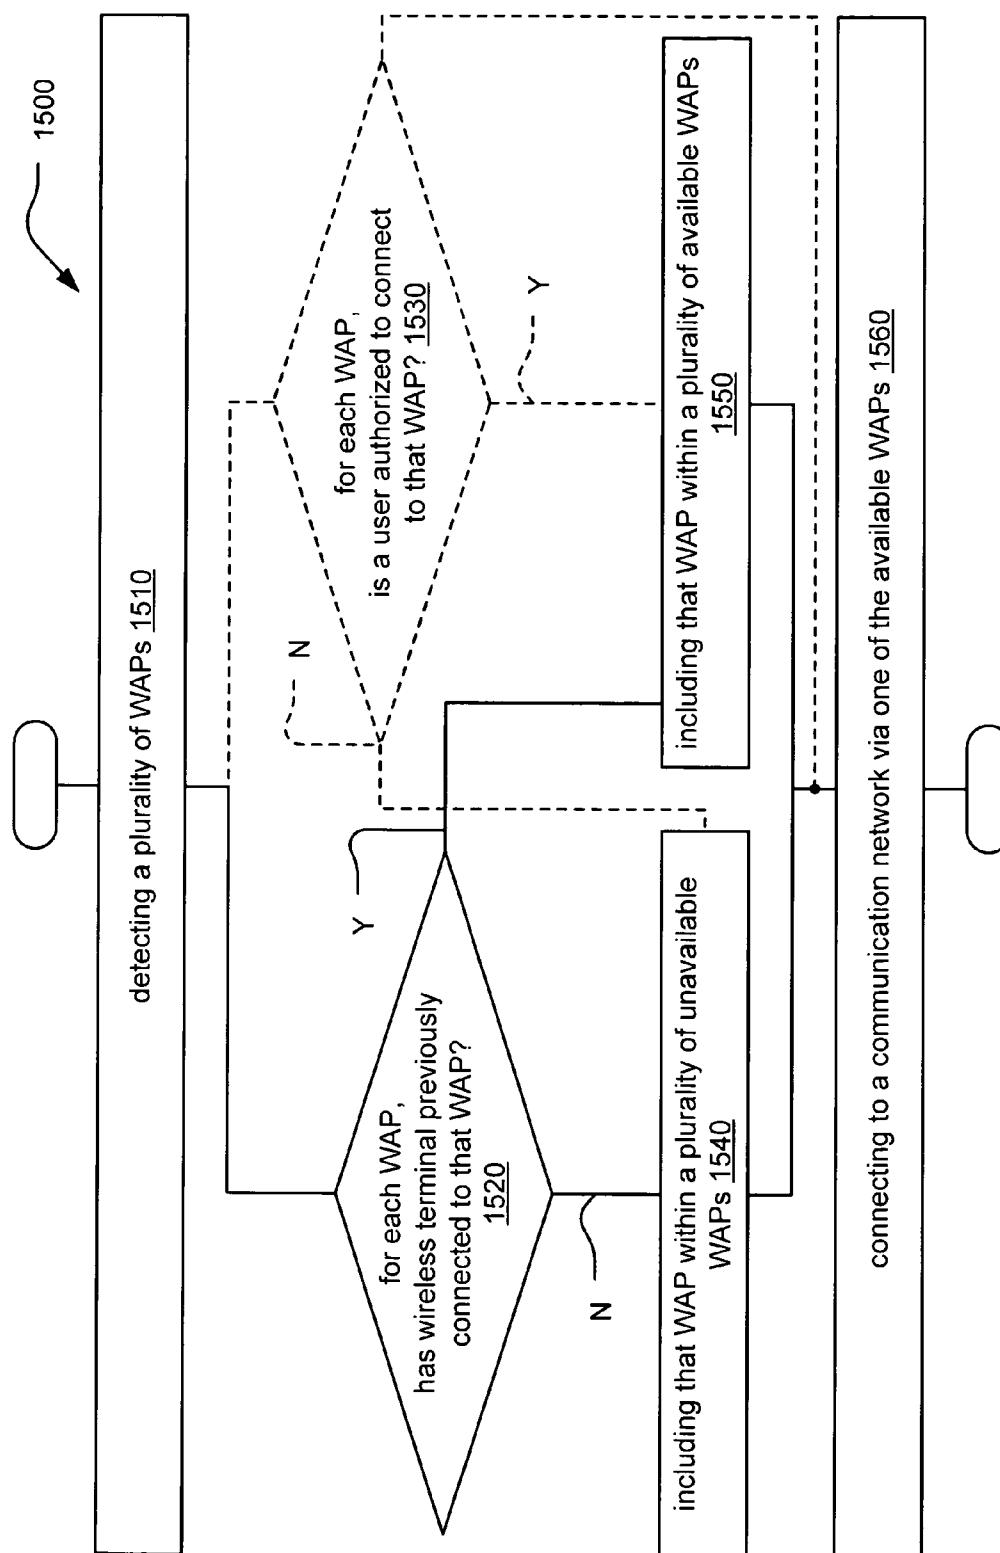 1500
detecting a plurality of WAPs 1510
for each WAP,
has wireless terminal previously
connected to that WAP?
1520
Y
N
for each WAP,
is a user authorized to connect
to that WAP? 1530
N
Y
including that WAP within a plurality of unavailable
WAPs 1540
including that WAP within a plurality of available WAPs
1550
connecting to a communication network via one of the available WAPs 1560